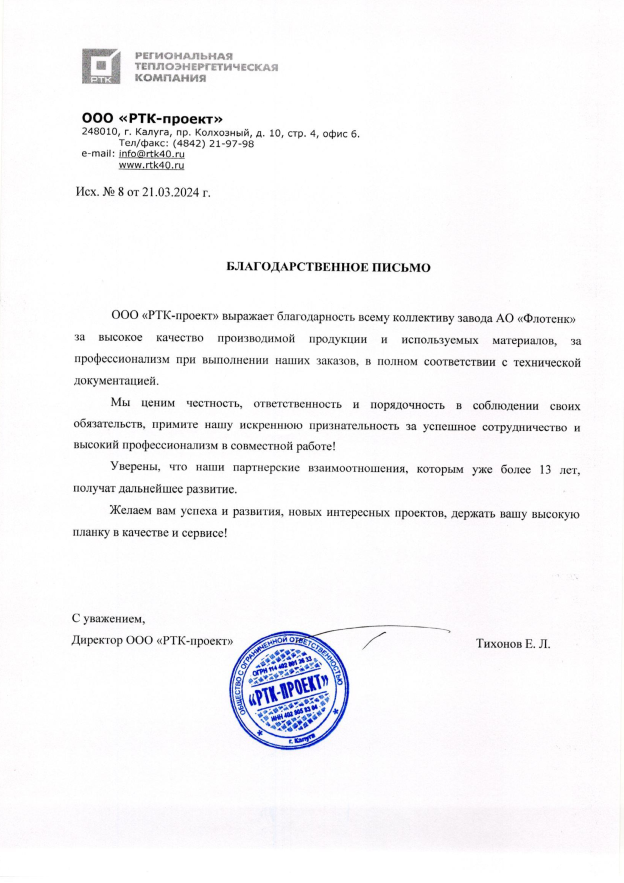 РЕГИОНАЛЬНАЯ
ТЕПЛОЭНЕРГЕТИЧЕСКАЯ
КОМПАНИЯ
РТК
ООО «РТК-проект»
248010, г. Калуга, пр. Колхозный, д. 10, стр. 4, офис 6.
Тел/факс: (4842) 21-97-98
e-mail: info@rtk40.ru
www.rtk40.ru
Исх. № 8 от 21.03.2024 г.
БЛАГОДАРСТВЕННОЕ ПИСЬМО
ООО «РТК-проект» выражает благодарность всему коллективу завода АО «Флотенк»
за высокое качество производимой продукции и используемых материалов, за
профессионализм при выполнении наших заказов, в полном соответствии с технической
документацией.
Мы ценим честность, ответственность и порядочность в соблюдении своих
обязательств, примите нашу искреннюю признательность за успешное сотрудничество и
высокий профессионализм в совместной работе!
Уверены, что наши партнерские взаимоотношения, которым уже более 13 лет,
получат дальнейшее развитие.
Желаем вам успеха и развития, новых интересных проектов, держать вашу высокую
планку в качестве и сервисе!
С уважением,
Директор ООО «РТК-проект»
Тихонов Е. Л.
ОБЩЕСТВО С ОГРАНИЧЕННОЙ ОТВЕТСТВЕННОСТЬЮ
«РТК-ПРОЕКТ»
г. Калуга